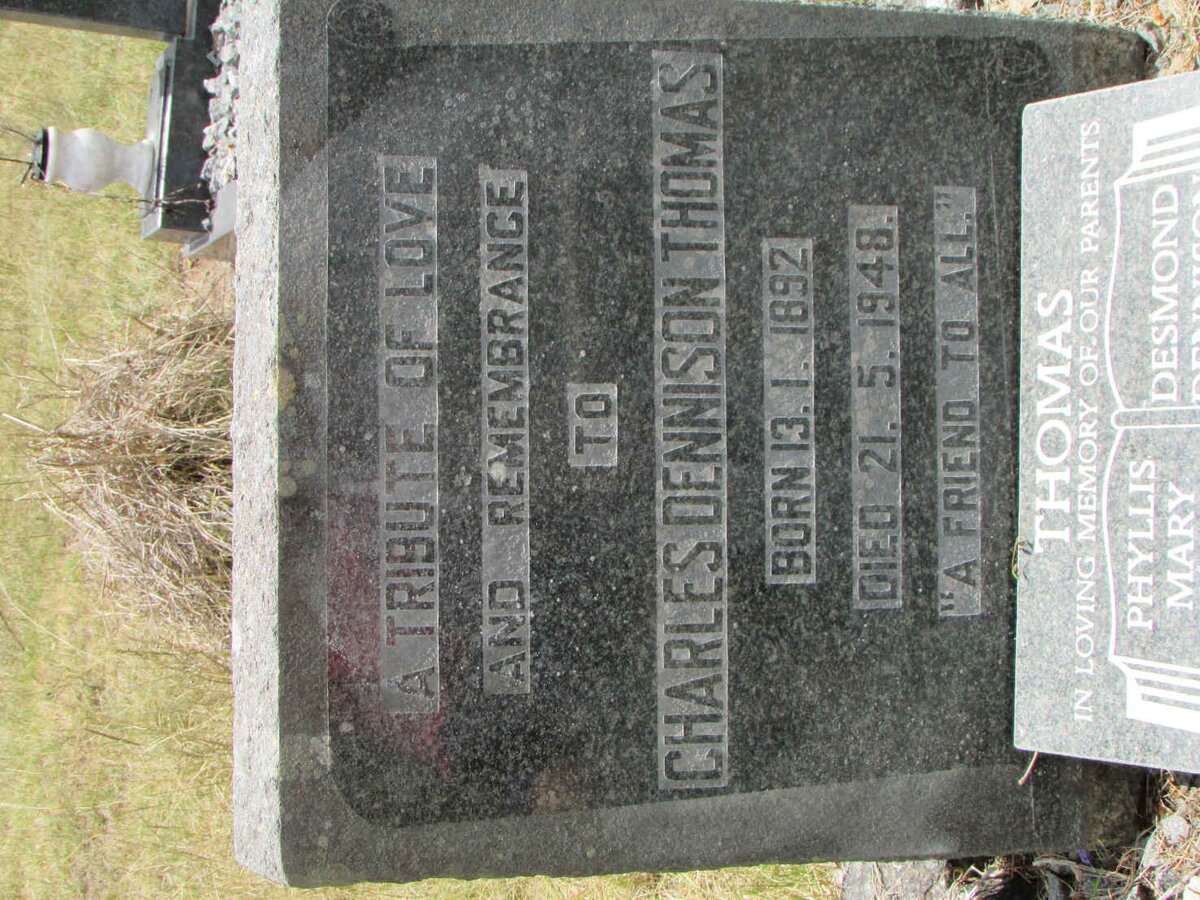 A TRIBUTE OF LOVE
AND REMEMBRANCE
TO
CHARLES DENNISON THOMAS
BORN 13. 1. 1892
DIED 21. 5. 1948.
"A FRIEND TO ALL."
THOMAS
IN LOVING MEMORY OF OUR PARENTS
PHYLLIS DESMOND
MARY